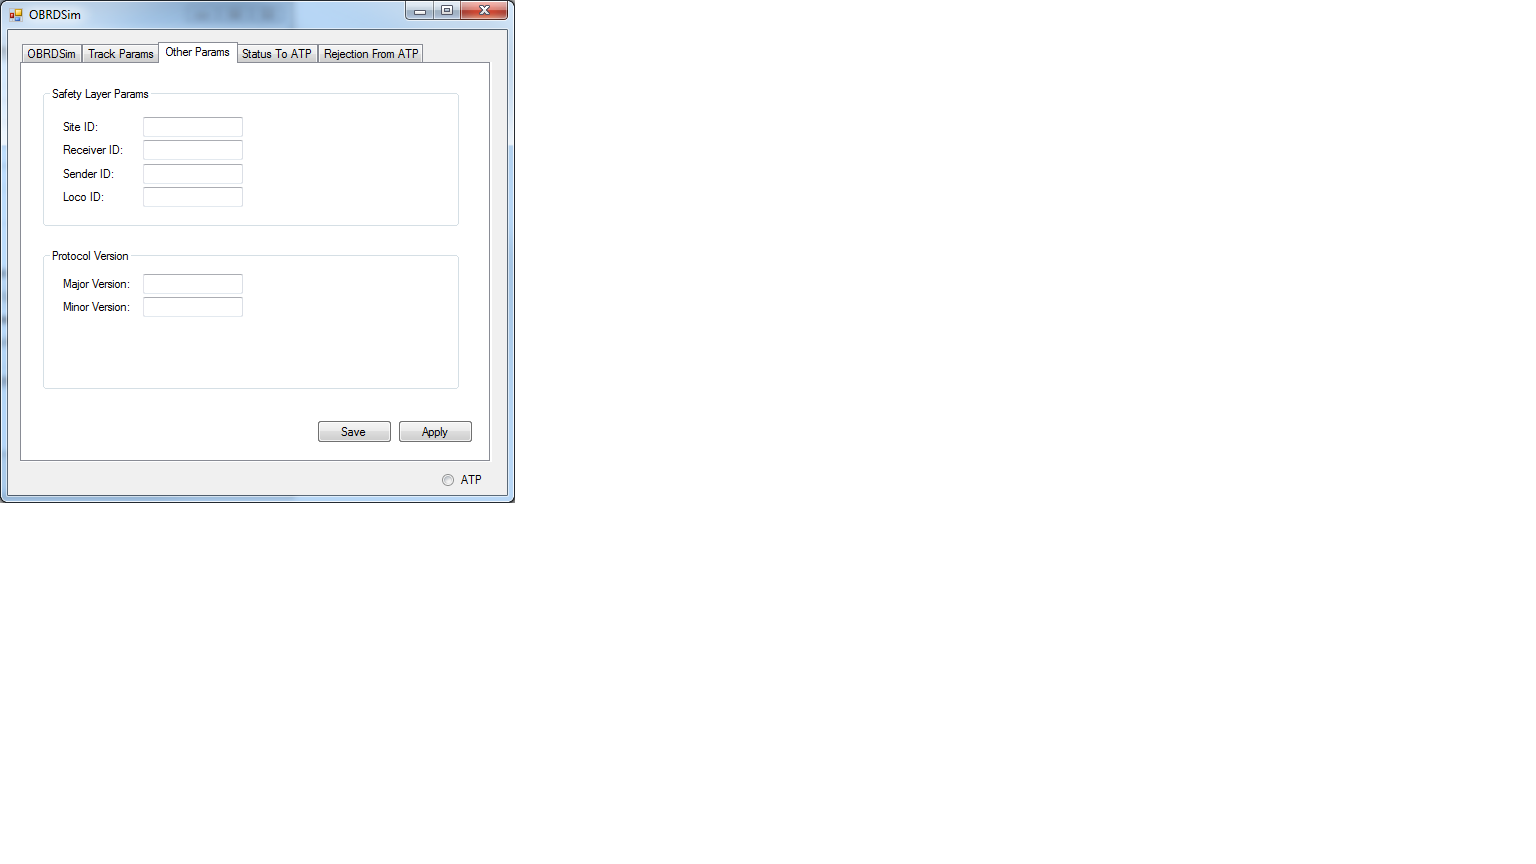 OBRDSim
OBRDSim Track Params Other Params Status To ATP Rejection From ATP
Safety Layer Params
Site ID:
Receiver ID:
Sender ID:
Loco ID:
Protocol Version
Major Version:
Minor Version:
Save Apply
ATP